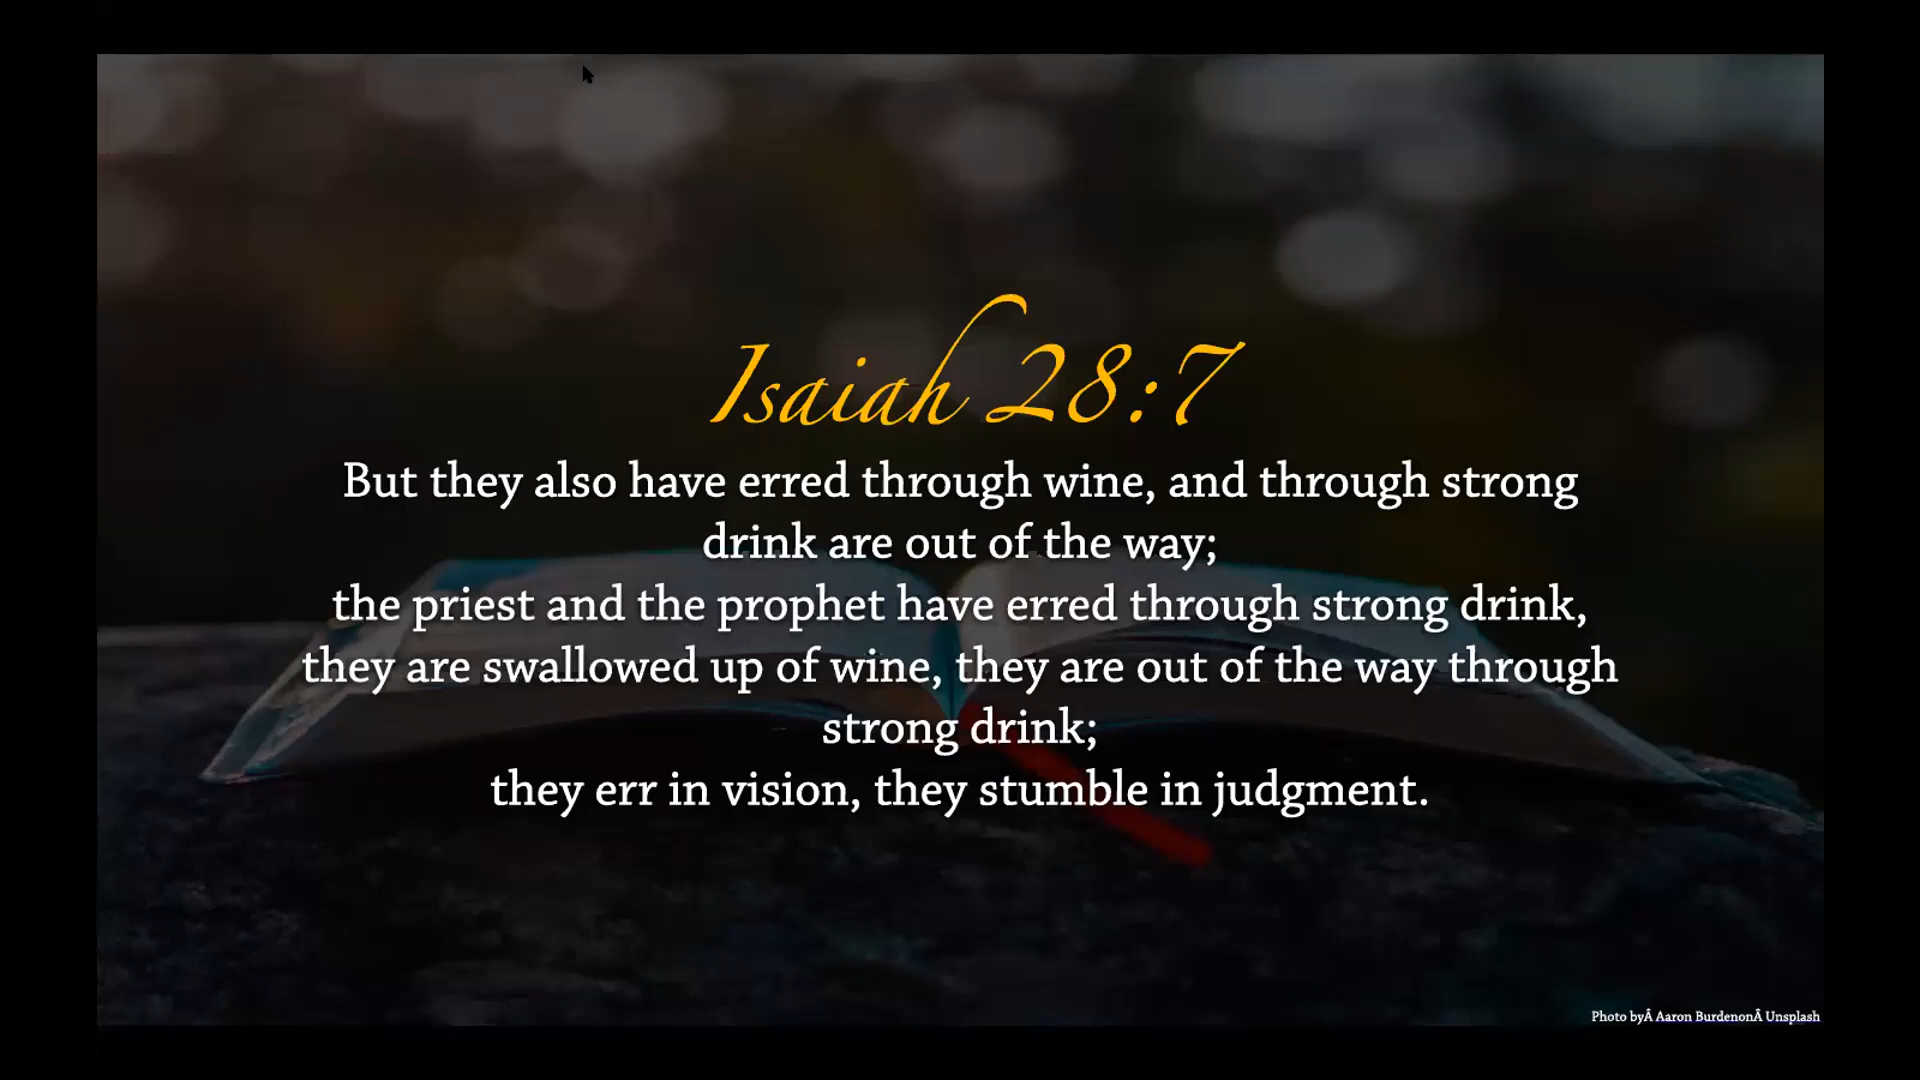 Isaiah 28:7
But they also have erred through wine, and through strong
drink are out of the way;
the priest and the prophet have erred through strong drink,
they are swallowed up of wine, they are out of the way through
strong drink;
they err in vision, they stumble in judgment.
Photo byÂ Aaron BurdenonÂ Unsplash